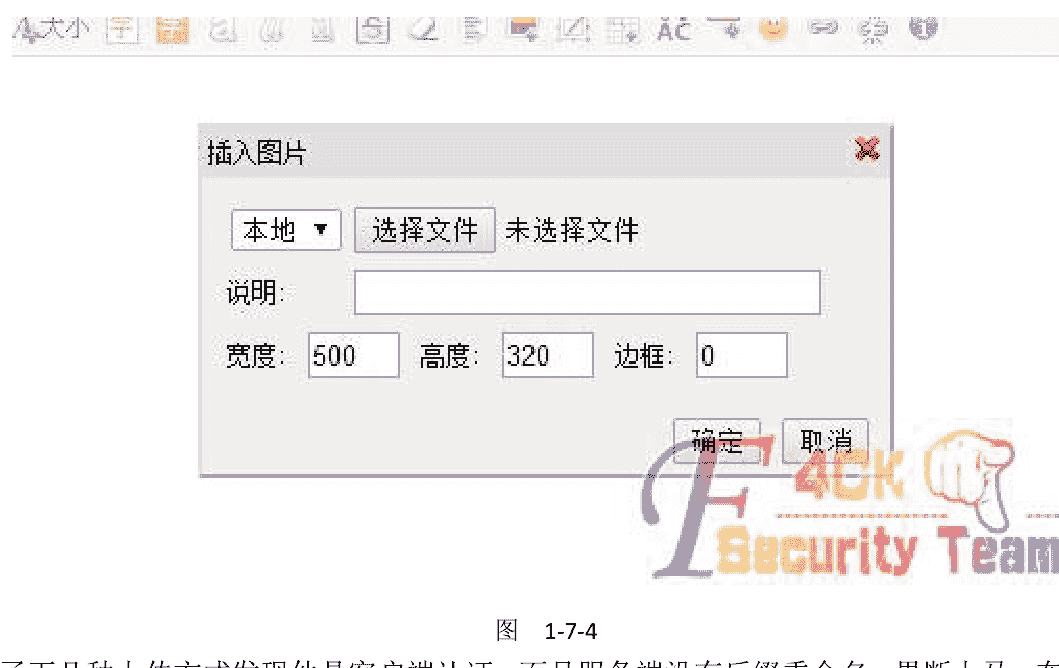 大小
插入图片
本地 ▼ 选择文件 未选择文件
说明:
宽度: 500 高度: 320 边框: 0
确定 取消
F4CK
Security Team
图 1-7-4